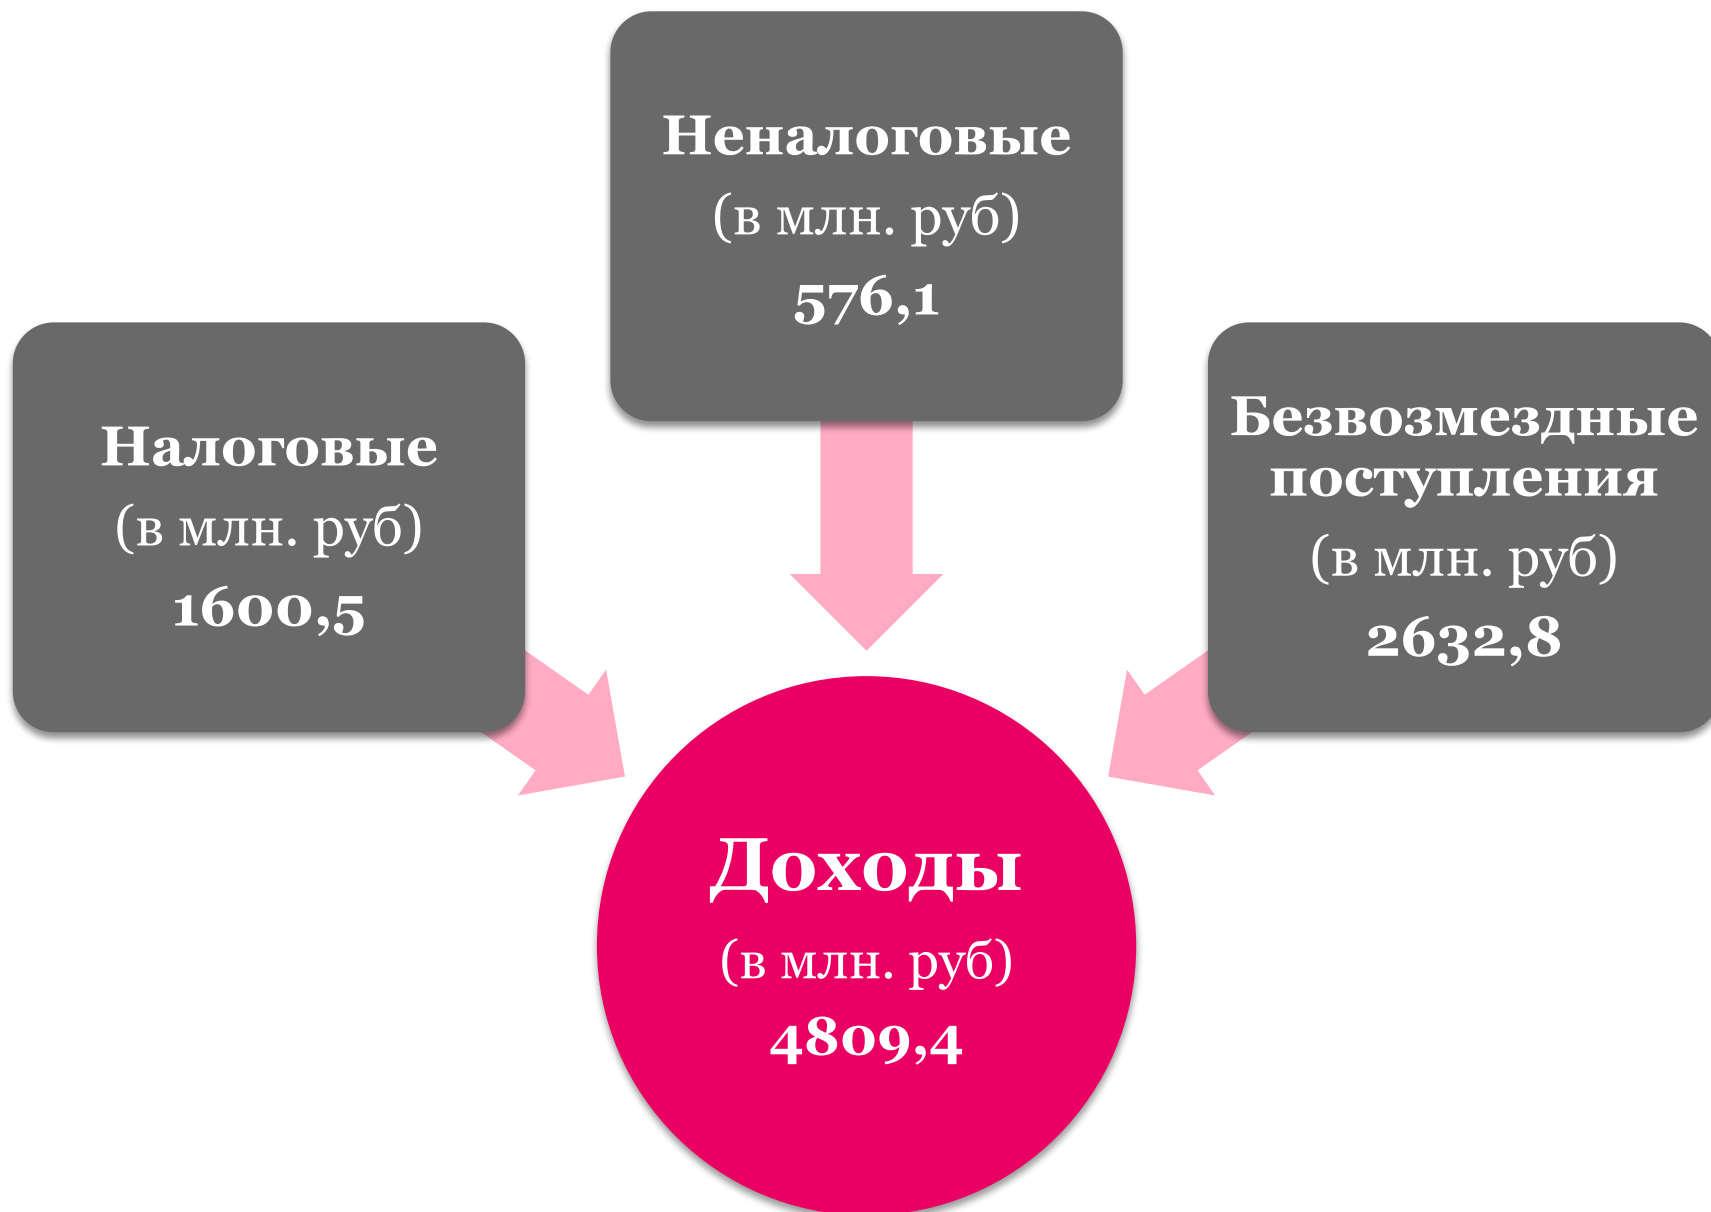 Неналоговые
(в млн. руб)
576,1
Налоговые
(в млн. руб)
1600,5
Безвозмездные
поступления
(в млн. руб)
2632,8
Доходы
(в млн. руб)
4809,4